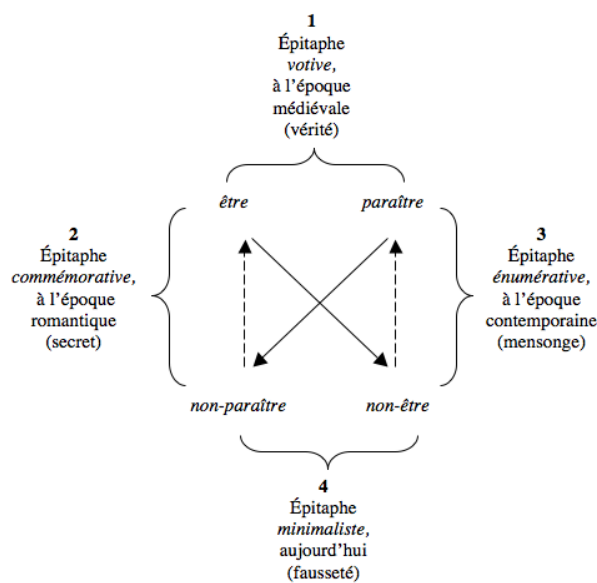 1
Épitaphe
votive,
à l'époque
médiévale
(vérité)
être
paraître
2
Épitaphe
commémorative,
à l'époque
romantique
(secret)
3
Épitaphe
énumérative,
à l'époque
contemporaine
(mensonge)
non-paraître
non-être
4
Épitaphe
minimaliste,
aujourd'hui
(fausseté)